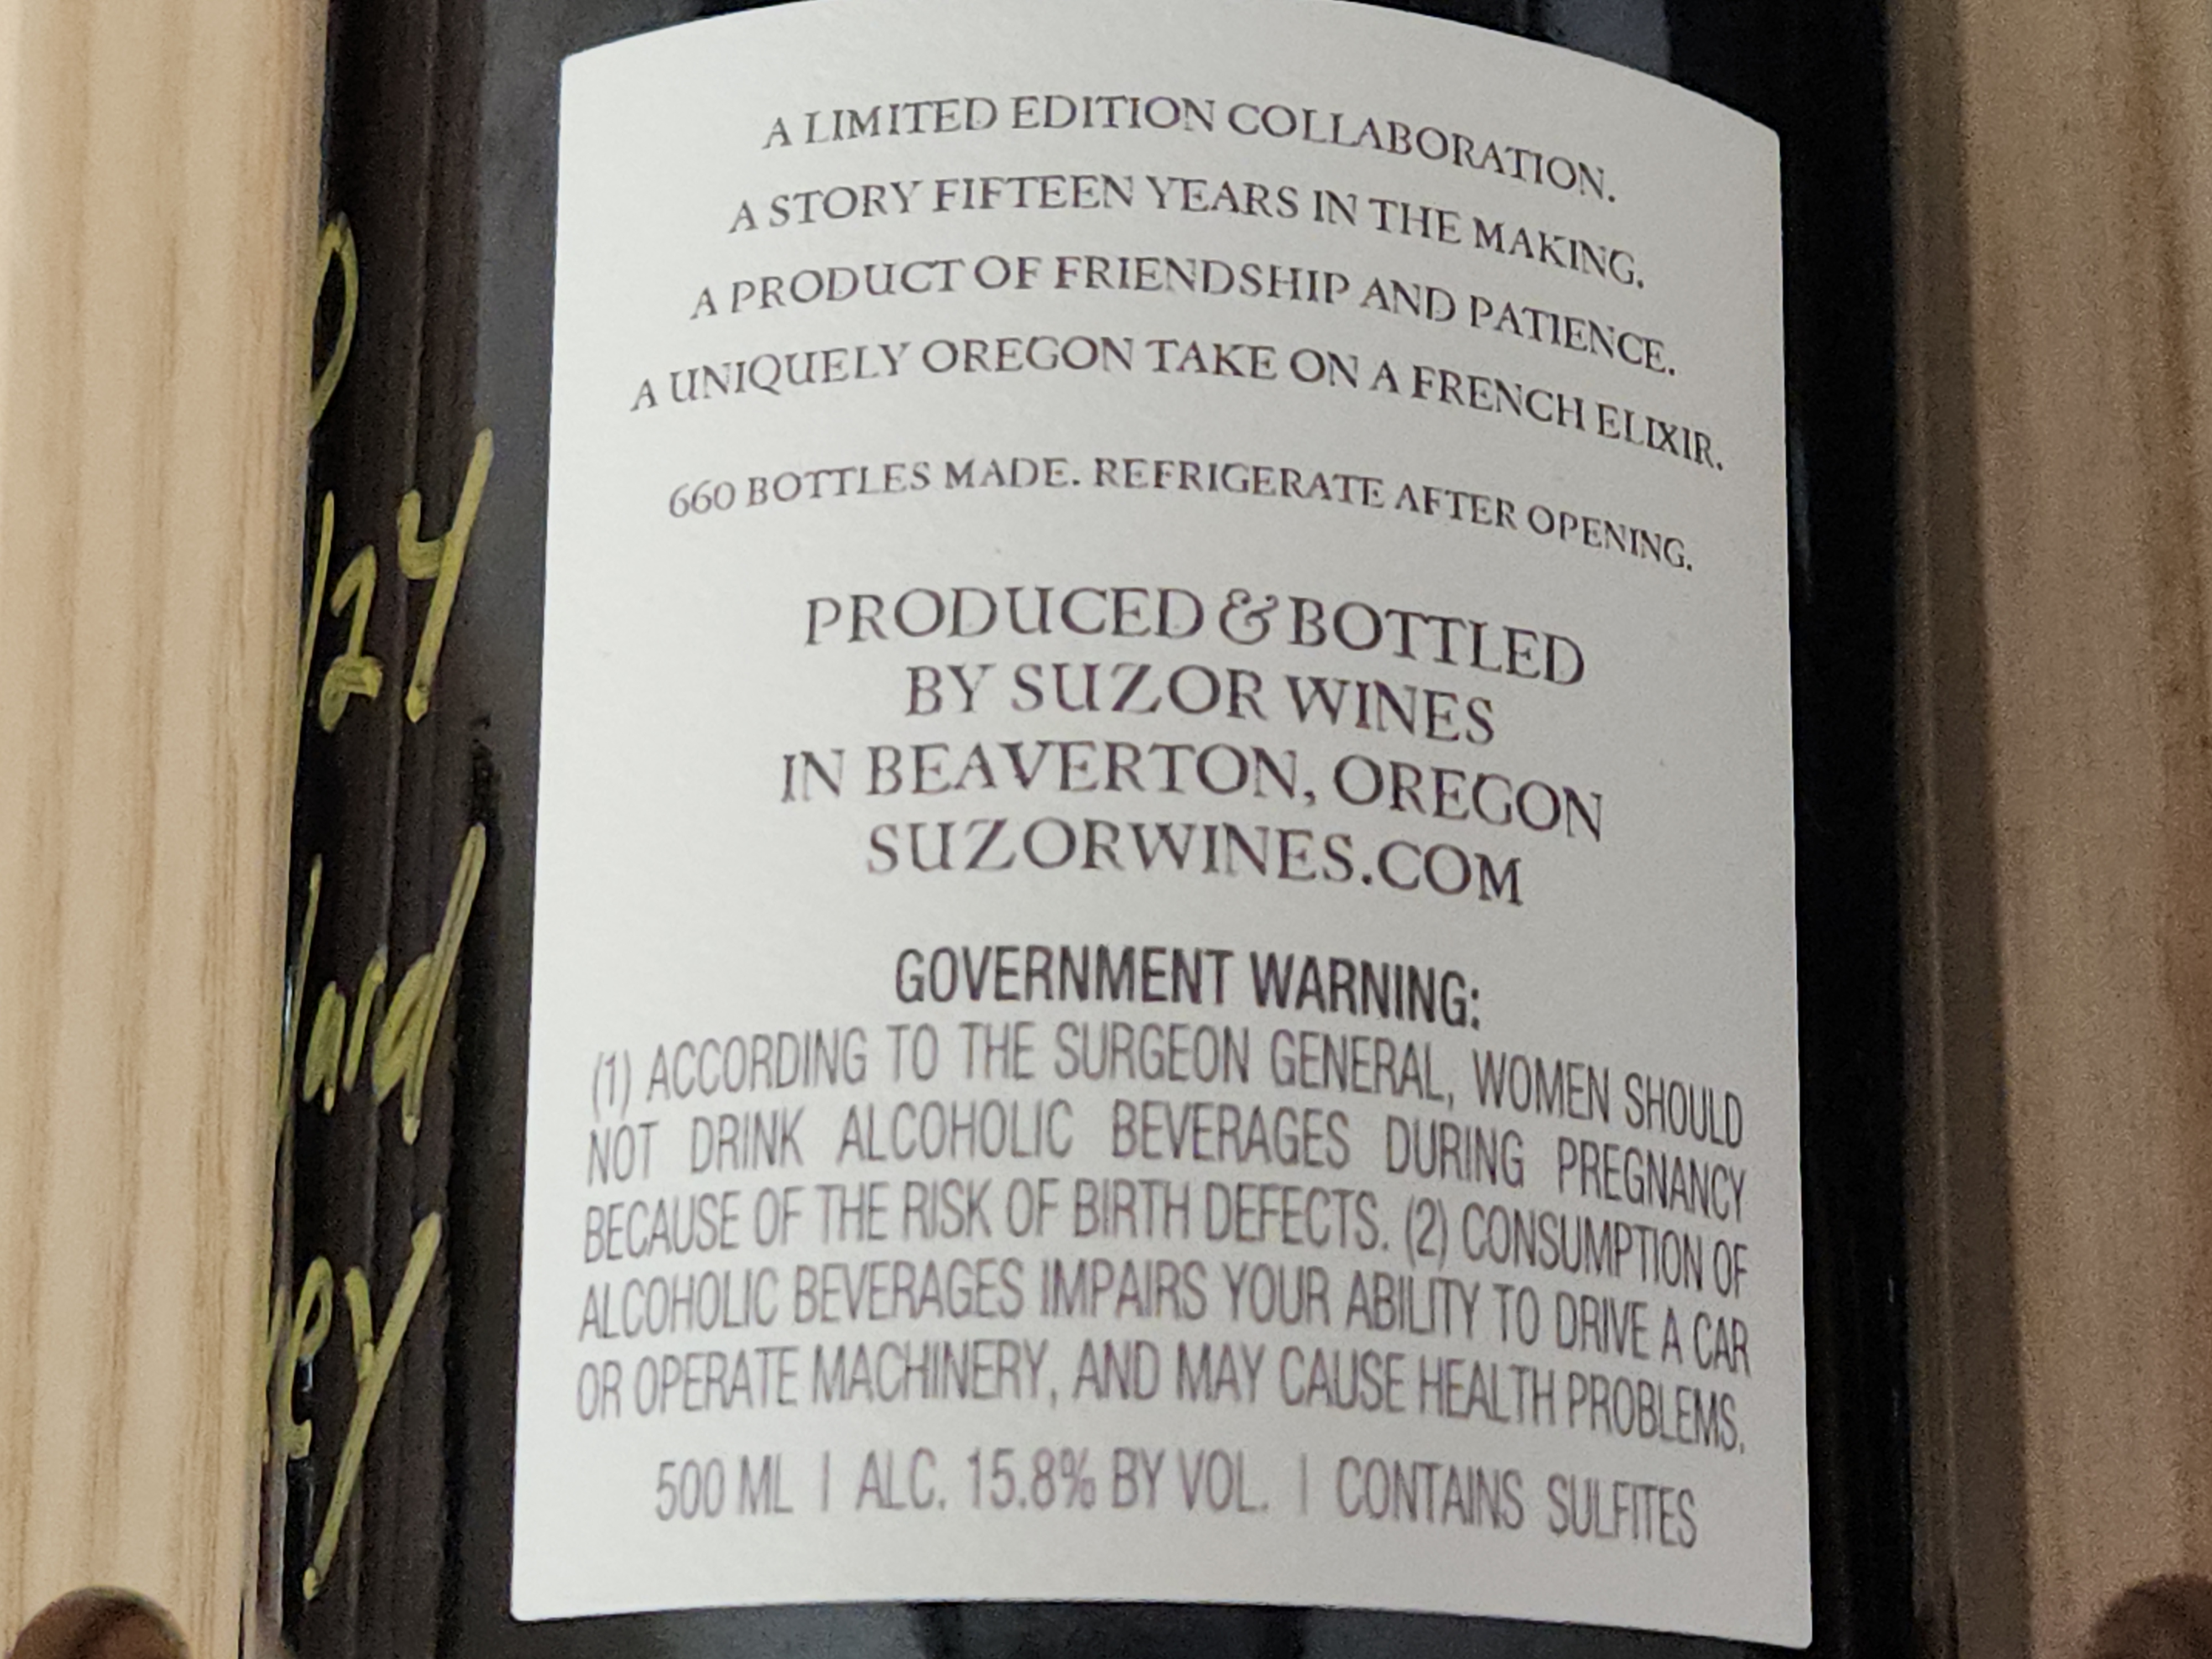 A LIMITED EDITION COLLABORATION.
A STORY FIFTEEN YEARS IN THE MAKING.
A PRODUCT OF FRIENDSHIP AND PATIENCE.
A UNIQUELY OREGON TAKE ON A FRENCH ELIXIR.
660 BOTTLES MADE. REFRIGERATE AFTER OPENING.
PRODUCED & BOTTLED
BY SUZOR WINES
IN BEAVERTON, OREGON
SUZORWINES.COM
GOVERNMENT WARNING:
(1) ACCORDING TO THE SURGEON GENERAL, WOMEN SHOULD
NOT DRINK ALCOHOLIC BEVERAGES DURING PREGNANCY
BECAUSE OF THE RISK OF BIRTH DEFECTS. (2) CONSUMPTION OF
ALCOHOLIC BEVERAGES IMPAIRS YOUR ABILITY TO DRIVE A CAR
OR OPERATE MACHINERY, AND MAY CAUSE HEALTH PROBLEMS.
500 ML | ALC. 15.8% BY VOL. | CONTAINS SULFITES